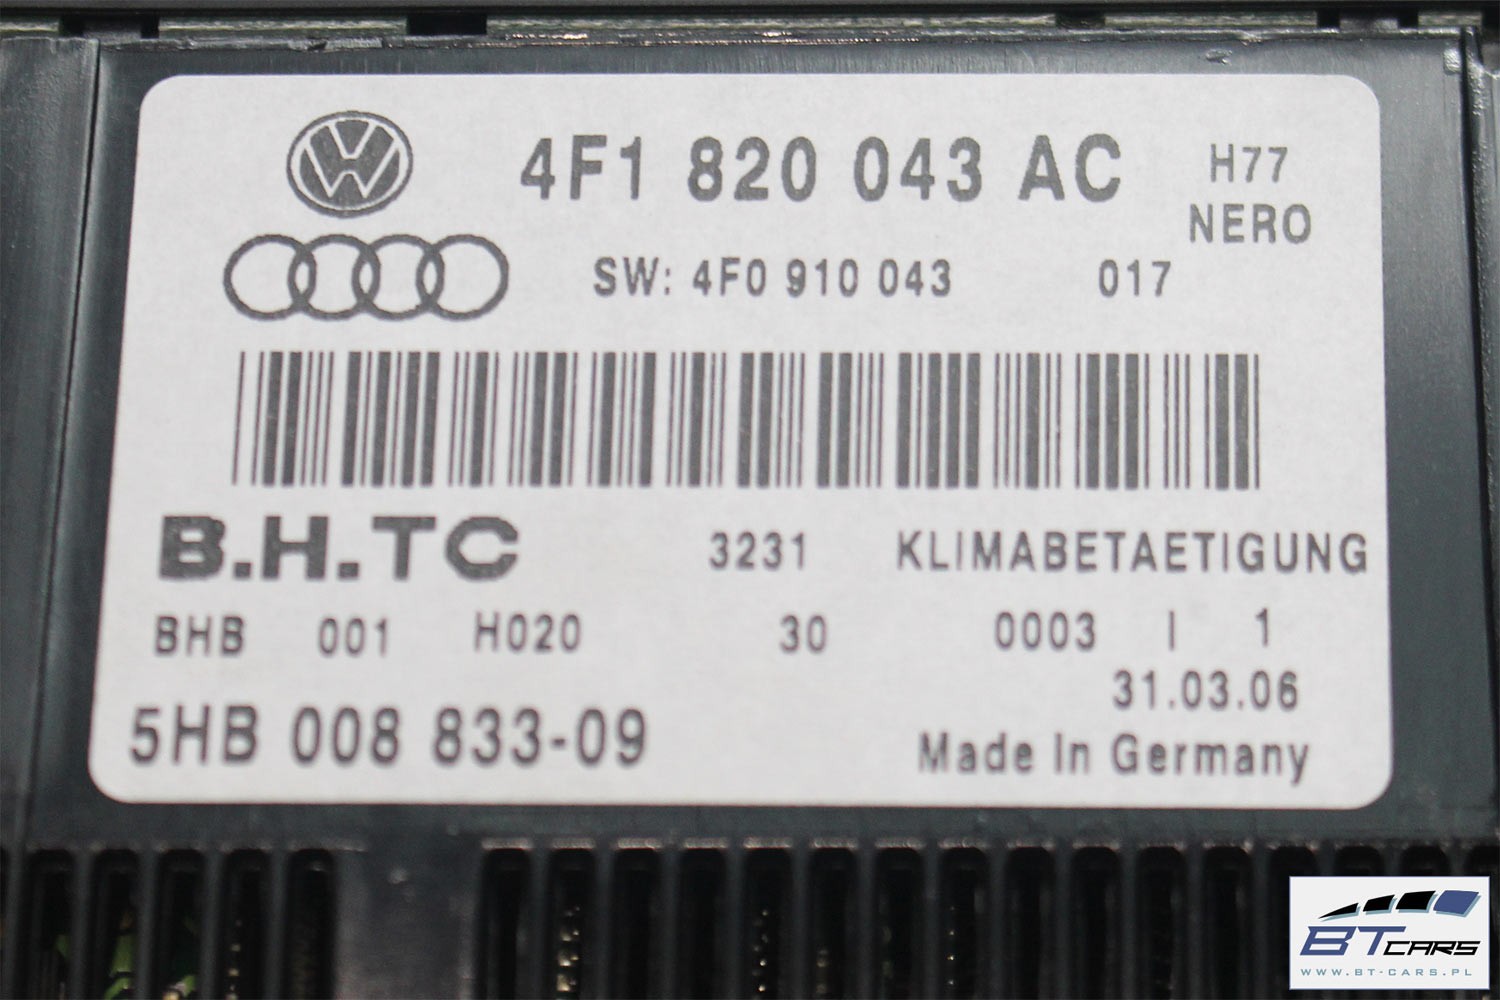 4F1 820 043 AC H77
NERO
SW: 4F0 910 043 017
B.H.TC 3231 KLIMABETAETIGUNG
BHB 001 H020 30 0003 | 1
31.03.06
5HB 008 833-09
Made In Germany
BT CARS
WWW.BT-CARS.PL